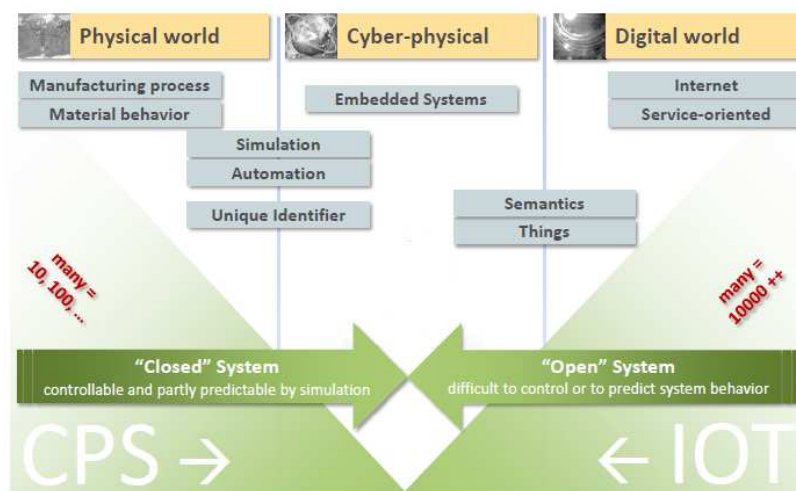 Physical world
Cyber-physical
Digital world
Manufacturing process
Material behavior
Embedded Systems
Internet
Service-oriented
Simulation
Automation
Unique Identifier
Semantics
Things
many =
10, 100, ...
many =
10000 ++
“Closed” System
controllable and partly predictable by simulation
“Open” System
difficult to control or to predict system behavior
CPS →
← IOT